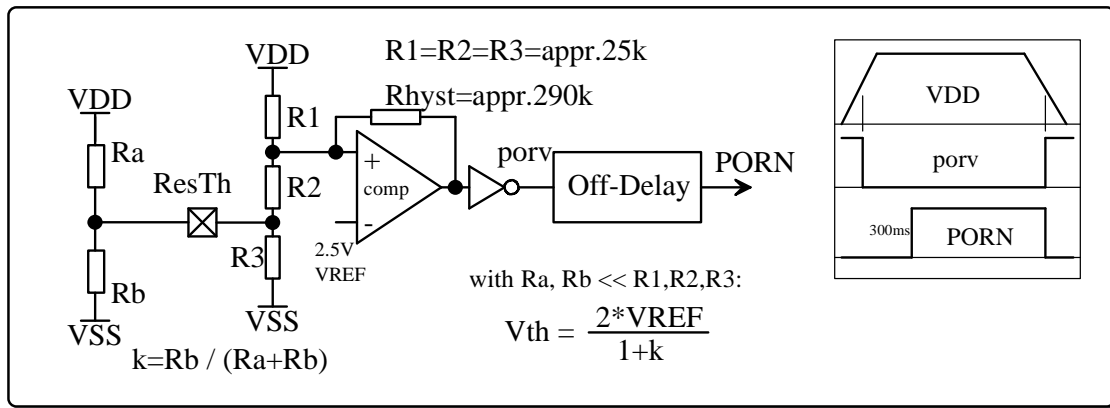 VDD
Ra
Rb
VSS
k=Rb / (Ra+Rb)
ResTh
VDD
R1
R2
R3
VSS
R1=R2=R3=appr.25k
Rhyst=appr.290k
+
comp
-
2.5V
VREF
porv
Off-Delay
PORN
with Ra, Rb << R1,R2,R3:
Vth = 2*VREF
1+k
VDD
porv
300ms
PORN